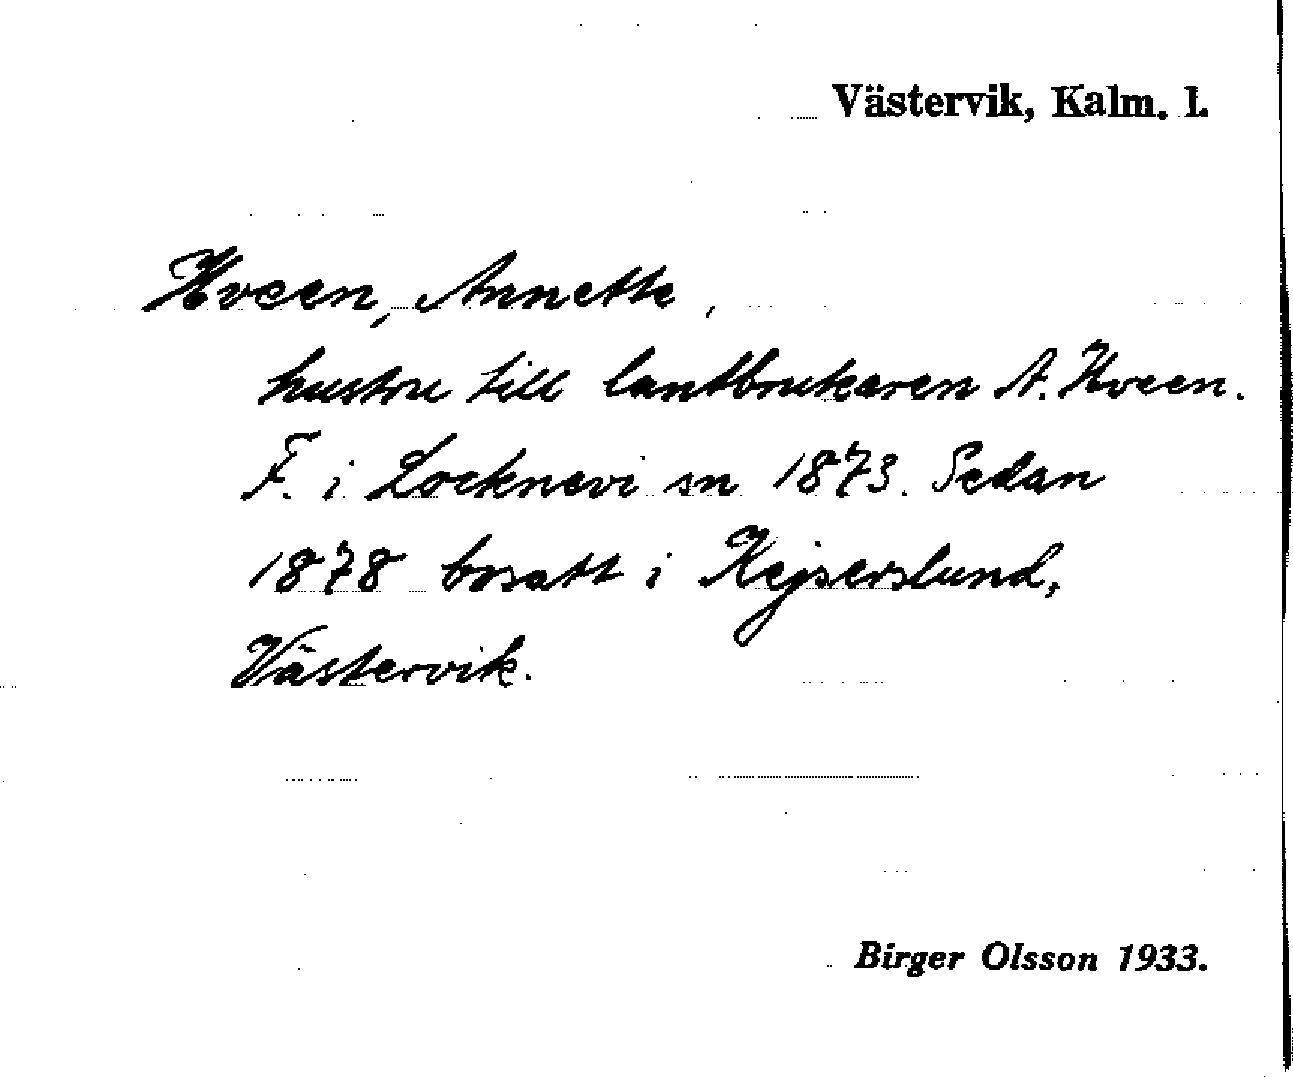 Västervik, Kalm. l.
Hveen, Annette,
hustru till lantbrukaren A. Hveen.
F. i Locknevi sn 1873. Sedan
1878 bosatt i Kejserslund,
Västervik.
Birger Olsson 1933.